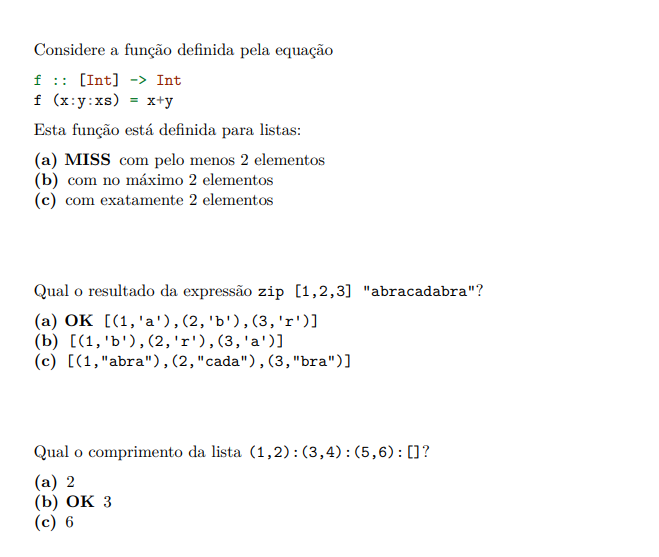 Considere a função definida pela equação
f :: [Int] -> Int
f (x:y:xs) = x+y
Esta função está definida para listas:
(a) MISS com pelo menos 2 elementos
(b) com no máximo 2 elementos
(c) com exatamente 2 elementos
Qual o resultado da expressão zip [1,2,3] "abracadabra"?
(a) OK [(1,'a'),(2,'b'),(3,'r')]
(b) [(1,'b'),(2,'r'),(3,'a')]
(c) [(1,"abra"),(2,"cada"),(3,"bra")]
Qual o comprimento da lista (1,2):(3,4):(5,6):[]?
(a) 2
(b) OK 3
(c) 6